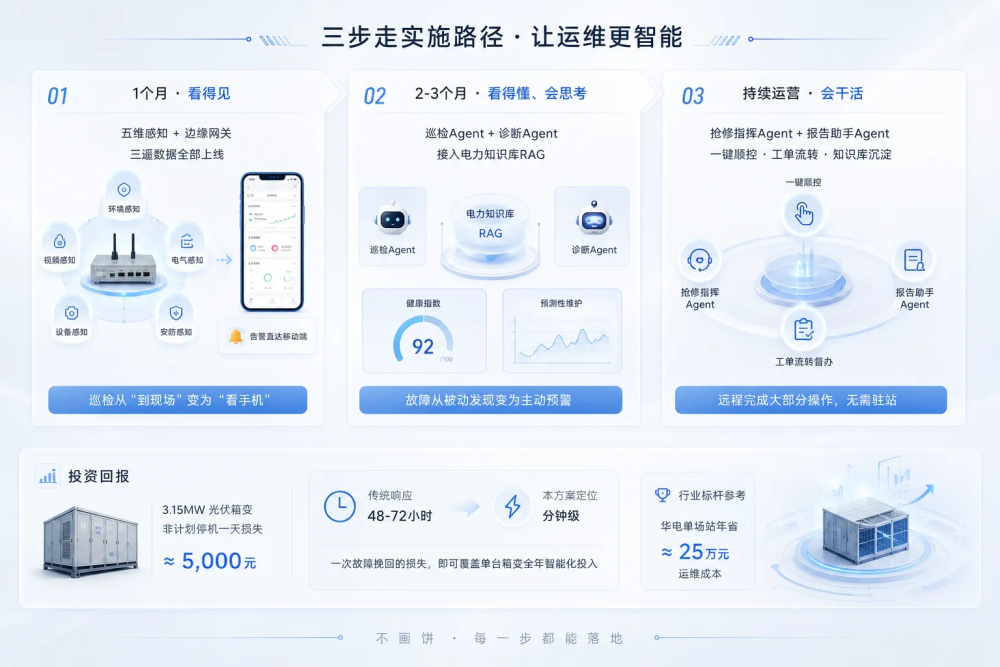 三步走实施路径 · 让运维更智能
01
1个月 · 看得见
五维感知 + 边缘网关
三遥数据全部上线
环境感知
视频感知
电气感知
设备感知
安防感知
告警直达移动端
巡检从“到现场”变为“看手机”
02
2-3个月 · 看得懂、会思考
巡检Agent + 诊断Agent
接入电力知识库RAG
巡检Agent
电力知识库
RAG
诊断Agent
健康指数
92
/100
预测性维护
故障从被动发现变为主动预警
03
持续运营 · 会干活
抢修指挥Agent + 报告助手Agent
一键顺控 · 工单流转 · 知识库沉淀
一键顺控
抢修指挥
Agent
报告助手
Agent
工单流转督办
远程完成大部分操作，无需驻站
投资回报
3.15MW 光伏箱变
非计划停机一天损失
≈ 5,000元
传统响应
48-72小时
本方案定位
分钟级
一次故障挽回的损失，即可覆盖单台箱变全年智能化投入
行业标杆参考
华电单场站年省
≈ 25万元
运维成本
不画饼 · 每一步都能落地